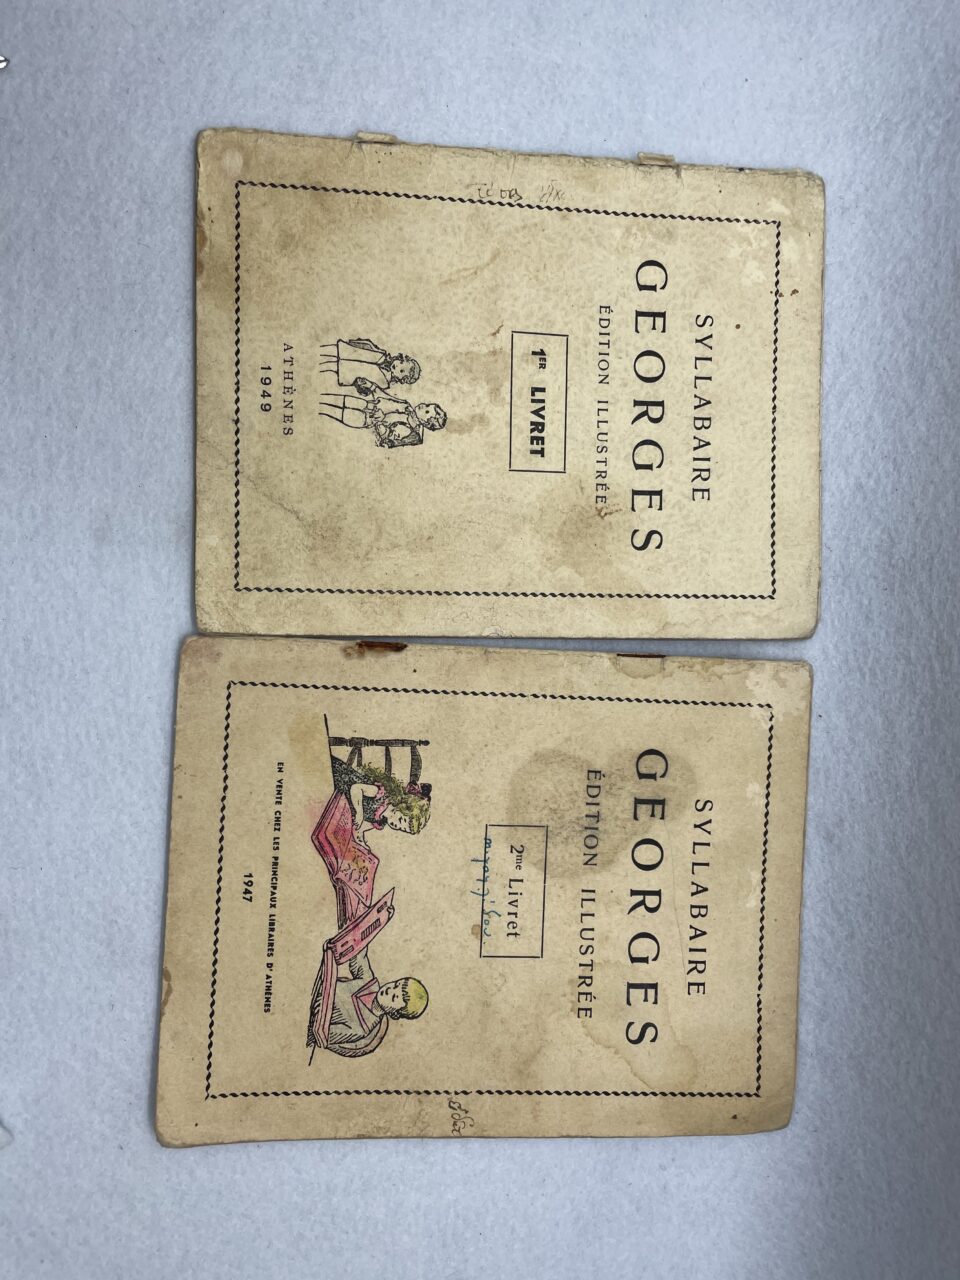 SYLLABAIRE
GEORGES
ÉDITION ILLUSTRÉE
1ER LIVRET
ATHÈNES
1949
SYLLABAIRE
GEORGES
ÉDITION ILLUSTRÉE
2me Livret
EN VENTE CHEZ LES PRINCIPAUX LIBRAIRES D'ATHÈNES
1947